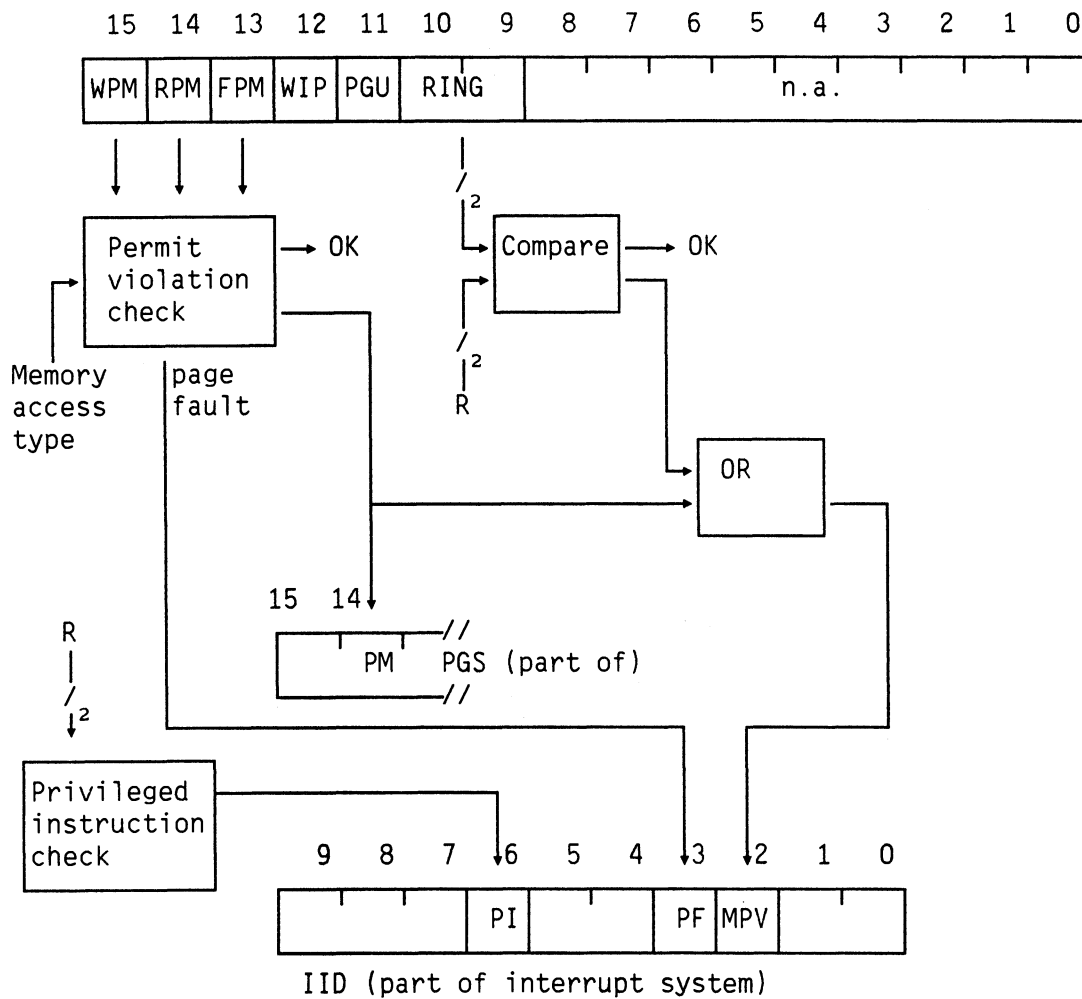 15 14 13 12 11 10 9 8 7 6 5 4 3 2 1 0
WPM RPM FPM WIP PGU RING n.a.
/2
Permit violation check
OK
Compare
OK
/2
R
Memory access type
page fault
OR
15 14
R
PM PGS (part of)
/2
Privileged instruction check
9 8 7 6 5 4 3 2 1 0
PI PF MPV
IID (part of interrupt system)